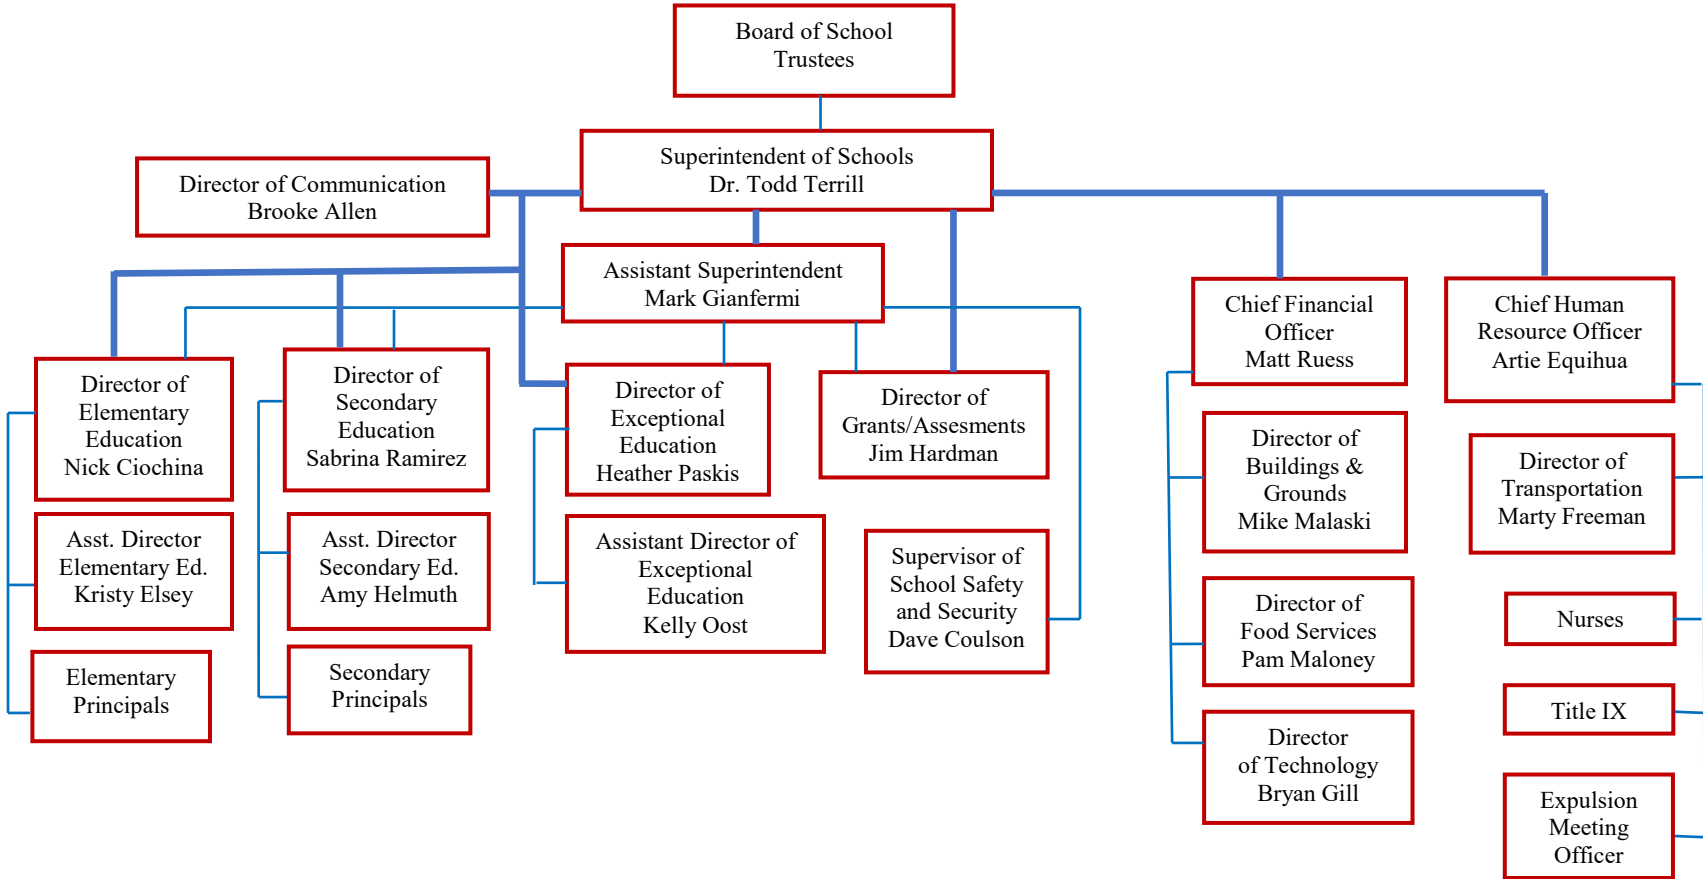 Board of School
Trustees
Superintendent of Schools
Dr. Todd Terrill
Director of Communication
Brooke Allen
Assistant Superintendent
Mark Gianfermi
Chief Financial
Officer
Matt Ruess
Chief Human
Resource Officer
Artie Equihua
Director of
Elementary
Education
Nick Ciochina
Director of
Secondary
Education
Sabrina Ramirez
Director of
Exceptional
Education
Heather Paskis
Director of
Grants/Assesments
Jim Hardman
Director of
Buildings &
Grounds
Mike Malaski
Director of
Transportation
Marty Freeman
Asst. Director
Elementary Ed.
Kristy Elsey
Asst. Director
Secondary Ed.
Amy Helmuth
Assistant Director of
Exceptional
Education
Kelly Oost
Supervisor of
School Safety
and Security
Dave Coulson
Director of
Food Services
Pam Maloney
Nurses
Elementary
Principals
Secondary
Principals
Title IX
Director
of Technology
Bryan Gill
Expulsion
Meeting
Officer